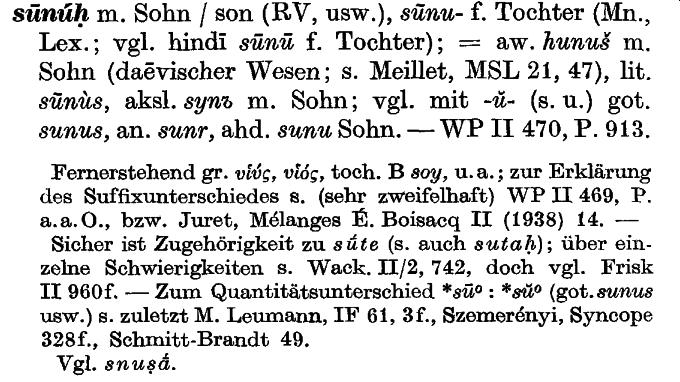 sūnúḥ m. Sohn / son (RV, usw.), sūnu- f. Tochter (Mn.,
Lex.; vgl. hindī sūnū f. Tochter); = aw. hunuš m.
Sohn (daēvischer Wesen; s. Meillet, MSL 21, 47), lit.
sūnùs, aksl. synъ m. Sohn; vgl. mit -ŭ- (s. u.) got.
sunus, an. sunr, ahd. sunu Sohn. — WP II 470, P. 913.
Fernerstehend gr. υἱύς, υἱός, toch. B soy, u. a.; zur Erklärung
des Suffixunterschiedes s. (sehr zweifelhaft) WP II 469, P.
a. a. O., bzw. Juret, Mélanges É. Boisacq II (1938) 14. —
Sicher ist Zugehörigkeit zu sū́te (s. auch sutaḥ); über ein-
zelne Schwierigkeiten s. Wack. II/2, 742, doch vgl. Frisk
II 960f. — Zum Quantitätsunterschied *sū° : *sŭ° (got. sunus
usw.) s. zuletzt M. Leumann, IF 61, 3f., Szemerényi, Syncope
328f., Schmitt-Brandt 49.
Vgl. snuṣā́.